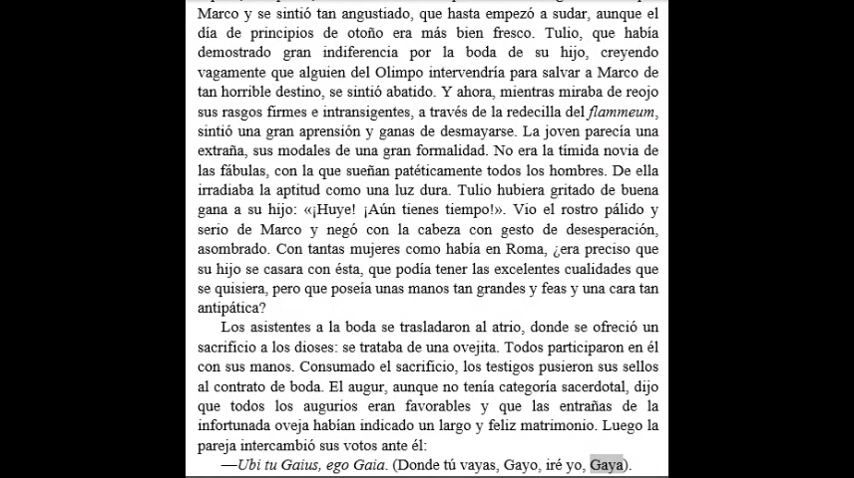 Marco y se sintió tan angustiado, que hasta empezó a sudar, aunque el
día de principios de otoño era más bien fresco. Tulio, que había
demostrado gran indiferencia por la boda de su hijo, creyendo
vagamente que alguien del Olimpo intervendría para salvar a Marco de
tan horrible destino, se sintió abatido. Y ahora, mientras miraba de reojo
sus rasgos firmes e intransigentes, a través de la redecilla del flammeum,
sintió una gran aprensión y ganas de desmayarse. La joven parecía una
extraña, sus modales de una gran formalidad. No era la tímida novia de
las fábulas, con la que sueñan patéticamente todos los hombres. De ella
irradiaba la aptitud como una luz dura. Tulio hubiera gritado de buena
gana a su hijo: «¡Huye! ¡Aún tienes tiempo!». Vio el rostro pálido y
serio de Marco y negó con la cabeza con gesto de desesperación,
asombrado. Con tantas mujeres como había en Roma, ¿era preciso que
su hijo se casara con ésta, que podía tener las excelentes cualidades que
se quisiera, pero que poseía unas manos tan grandes y feas y una cara tan
antipática?
Los asistentes a la boda se trasladaron al atrio, donde se ofreció un
sacrificio a los dioses: se trataba de una ovejita. Todos participaron en él
con sus manos. Consumado el sacrificio, los testigos pusieron sus sellos
al contrato de boda. El augur, aunque no tenía categoría sacerdotal, dijo
que todos los augurios eran favorables y que las entrañas de la
infortunada oveja habían indicado un largo y feliz matrimonio. Luego la
pareja intercambió sus votos ante él:
—Ubi tu Gaius, ego Gaia. (Donde tú vayas, Gayo, iré yo, Gaya).